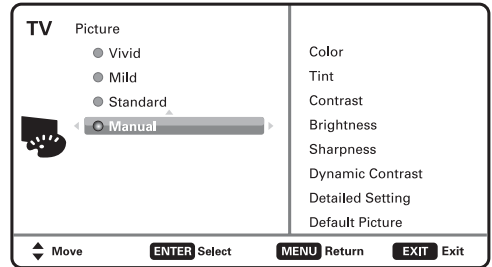 TV Picture
Vivid
Mild
Standard
Manual
Color
Tint
Contrast
Brightness
Sharpness
Dynamic Contrast
Detailed Setting
Default Picture
Move ENTER Select MENU Return EXIT Exit